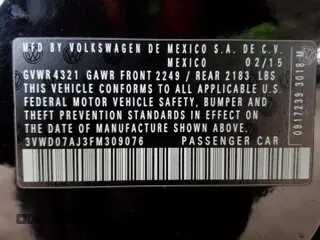 MFD BY VOLKSWAGEN DE MEXICO S.A. DE C.V.
MEXICO 02/15
GVWR 4321 GAWR FRONT 2249 / REAR 2183 LBS
THIS VEHICLE CONFORMS TO ALL APPLICABLE U.S.
FEDERAL MOTOR VEHICLE SAFETY, BUMPER, AND
THEFT PREVENTION STANDARDS IN EFFECT ON THE
DATE OF MANUFACTURE SHOWN ABOVE
3VWD07AJ3FM309076 PASSENGER CAR
0917239 3018 M